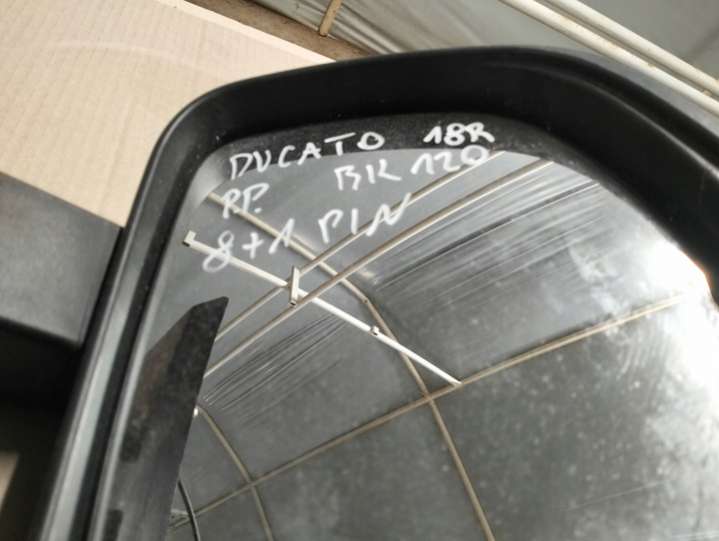 DUCATO 18R
PP. BK 120
8+1 PIN